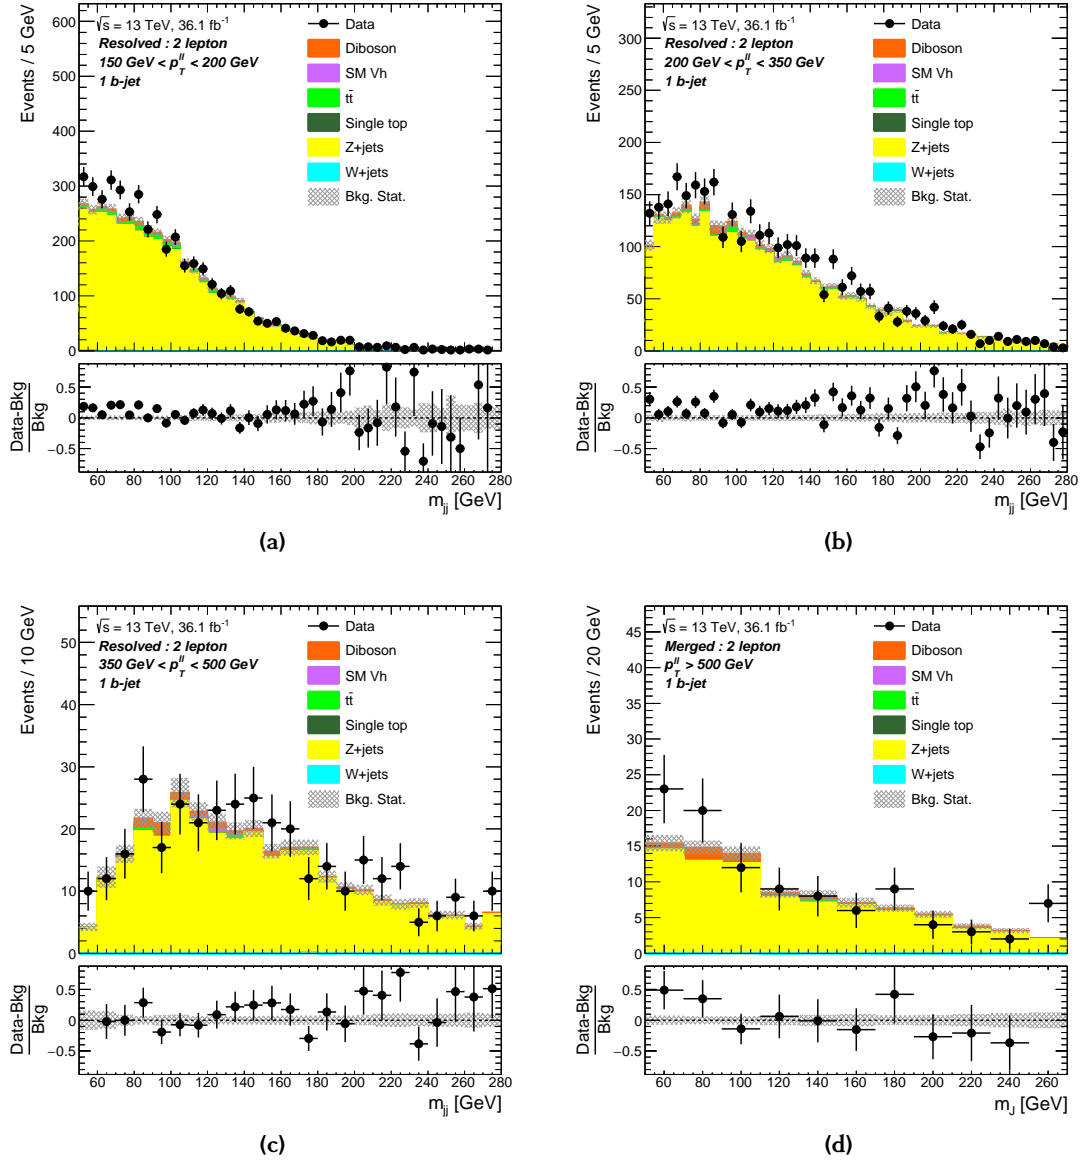 Events / 5 GeV
600
500
400
300
200
100
0
√s = 13 TeV, 36.1 fb⁻¹
Resolved : 2 lepton
150 GeV < p_T^ll < 200 GeV
1 b-jet
Data
Diboson
SM Vh
tt̄
Single top
Z+jets
W+jets
Bkg. Stat.
Data-Bkg
Bkg
0.5
0
−0.5
60 80 100 120 140 160 180 200 220 240 260 280
m_jj [GeV]
(a)
Events / 5 GeV
300
250
200
150
100
50
0
√s = 13 TeV, 36.1 fb⁻¹
Resolved : 2 lepton
200 GeV < p_T^ll < 350 GeV
1 b-jet
Data
Diboson
SM Vh
tt̄
Single top
Z+jets
W+jets
Bkg. Stat.
Data-Bkg
Bkg
0.5
0
−0.5
60 80 100 120 140 160 180 200 220 240 260 280
m_jj [GeV]
(b)
Events / 10 GeV
50
40
30
20
10
0
√s = 13 TeV, 36.1 fb⁻¹
Resolved : 2 lepton
350 GeV < p_T^ll < 500 GeV
1 b-jet
Data
Diboson
SM Vh
tt̄
Single top
Z+jets
W+jets
Bkg. Stat.
Data-Bkg
Bkg
0.5
0
−0.5
60 80 100 120 140 160 180 200 220 240 260 280
m_jj [GeV]
(c)
Events / 20 GeV
45
40
35
30
25
20
15
10
5
0
√s = 13 TeV, 36.1 fb⁻¹
Merged : 2 lepton
p_T^ll > 500 GeV
1 b-jet
Data
Diboson
SM Vh
tt̄
Single top
Z+jets
W+jets
Bkg. Stat.
Data-Bkg
Bkg
0.5
0
−0.5
60 80 100 120 140 160 180 200 220 240 260
m_J [GeV]
(d)